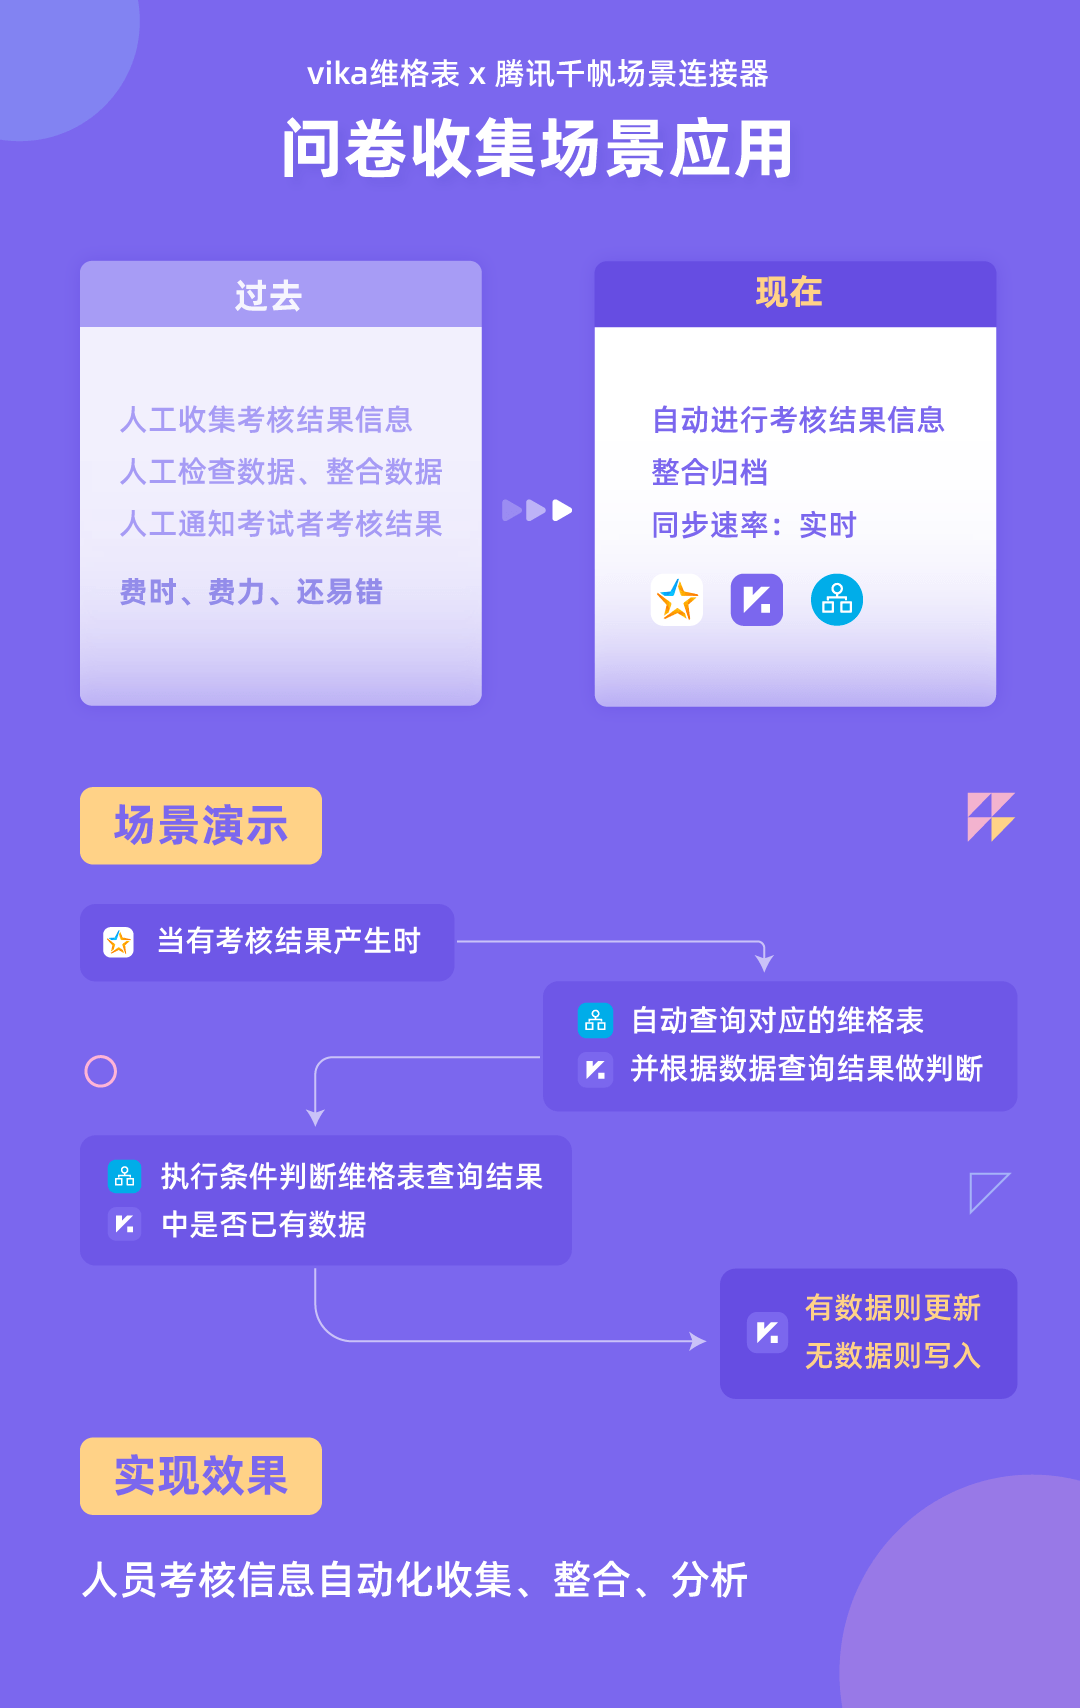 vika维格表 x 腾讯千帆场景连接器
问卷收集场景应用
过去
人工收集考核结果信息
人工检查数据、整合数据
人工通知考试者考核结果
费时、费力、还易错
现在
自动进行考核结果信息
整合归档
同步速率：实时
场景演示
当有考核结果产生时
自动查询对应的维格表
并根据数据查询结果做判断
执行条件判断维格表查询结果
中是否已有数据
有数据则更新
无数据则写入
实现效果
人员考核信息自动化收集、整合、分析